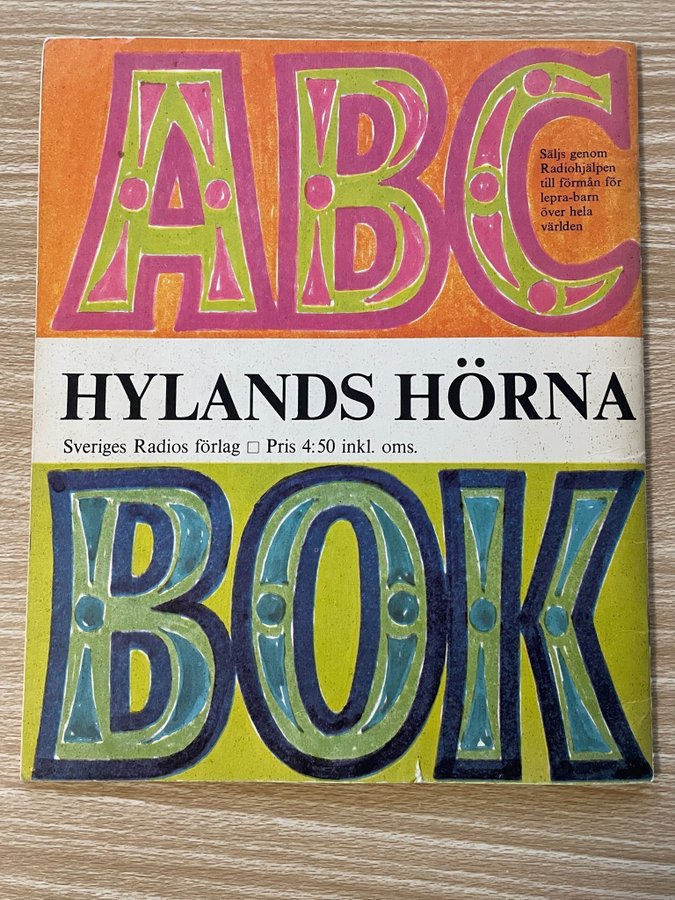 ABC
Säljs genom
Radiohjälpen
till förmån för
lepra-barn
över hela
världen
HYLANDS HÖRNA
Sveriges Radios förlag □ Pris 4:50 inkl. oms.
BOK